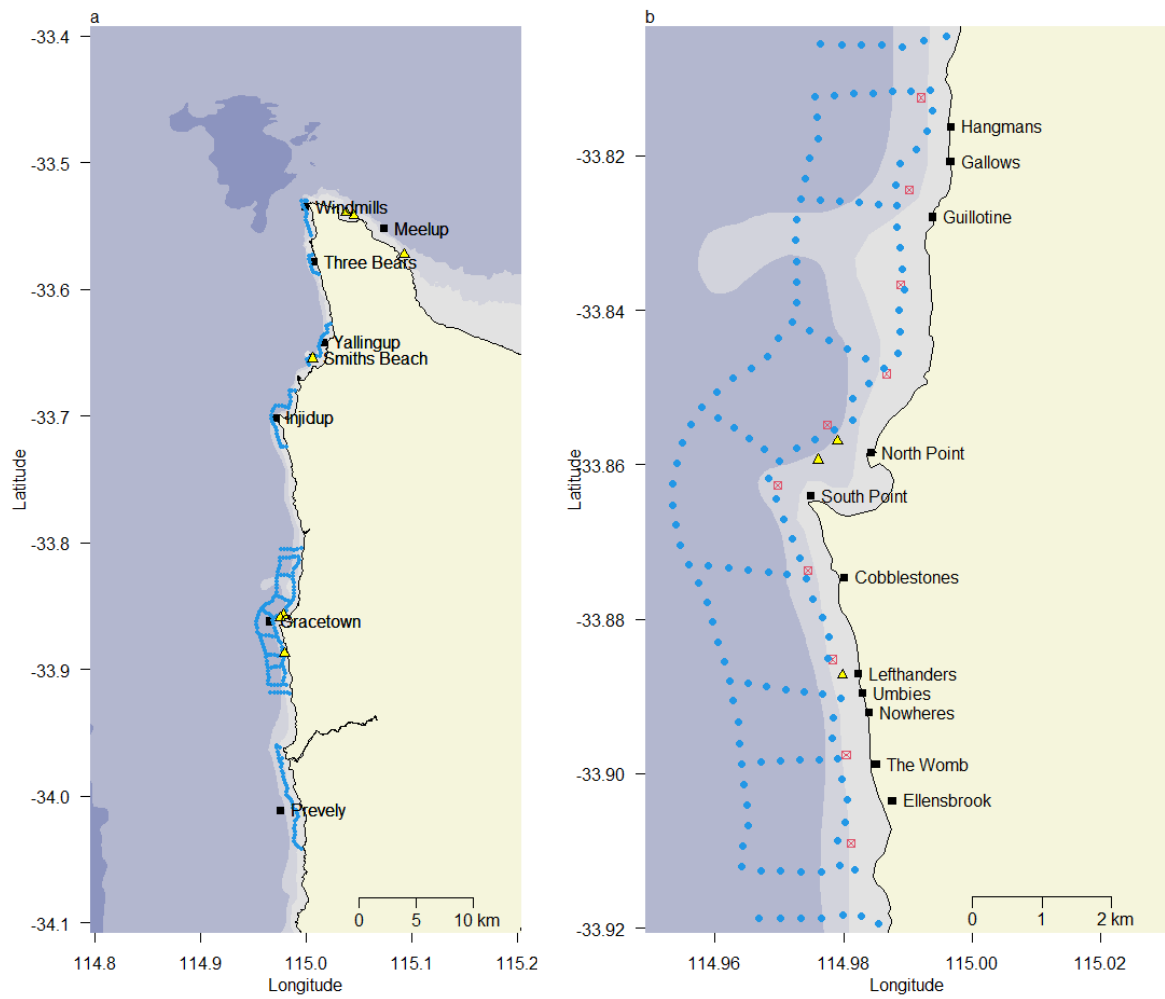 a
-33.4
-33.5
-33.6
-33.7
-33.8
-33.9
-34.0
-34.1
Latitude
Windmills
Meelup
Three Bears
Yallingup
Smiths Beach
Injidup
Gracetown
Prevely
0 5 10 km
114.8 114.9 115.0 115.1 115.2
Longitude
b
-33.82
-33.84
-33.86
-33.88
-33.90
-33.92
Latitude
Hangmans
Gallows
Guillotine
North Point
South Point
Cobblestones
Lefthanders
Umbies
Nowheres
The Womb
Ellensbrook
0 1 2 km
114.96 114.98 115.00 115.02
Longitude